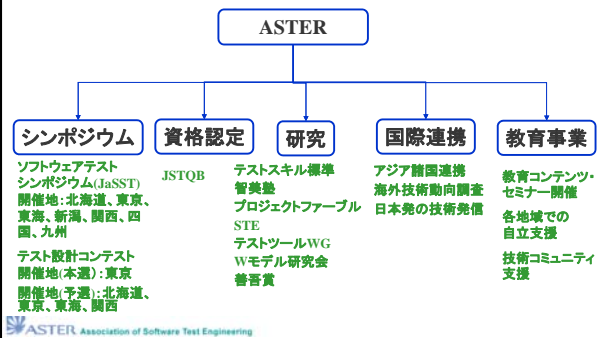 ASTER
シンポジウム
ソフトウェアテスト
シンポジウム(JaSST)
開催地：北海道、東京、
東海、新潟、関西、四
国、九州
テスト設計コンテスト
開催地(本選）：東京
開催地(予選)：北海道、
東京、東海、関西
資格認定
JSTQB
研究
テストスキル標準
智美塾
プロジェクトファーブル
STE
テストツールWG
Wモデル研究会
善吾賞
国際連携
アジア諸国連携
海外技術動向調査
日本発の技術発信
教育事業
教育コンテンツ・
セミナー開催
各地域での
自立支援
技術コミュニティ
支援
ASTER Association of Software Test Engineering